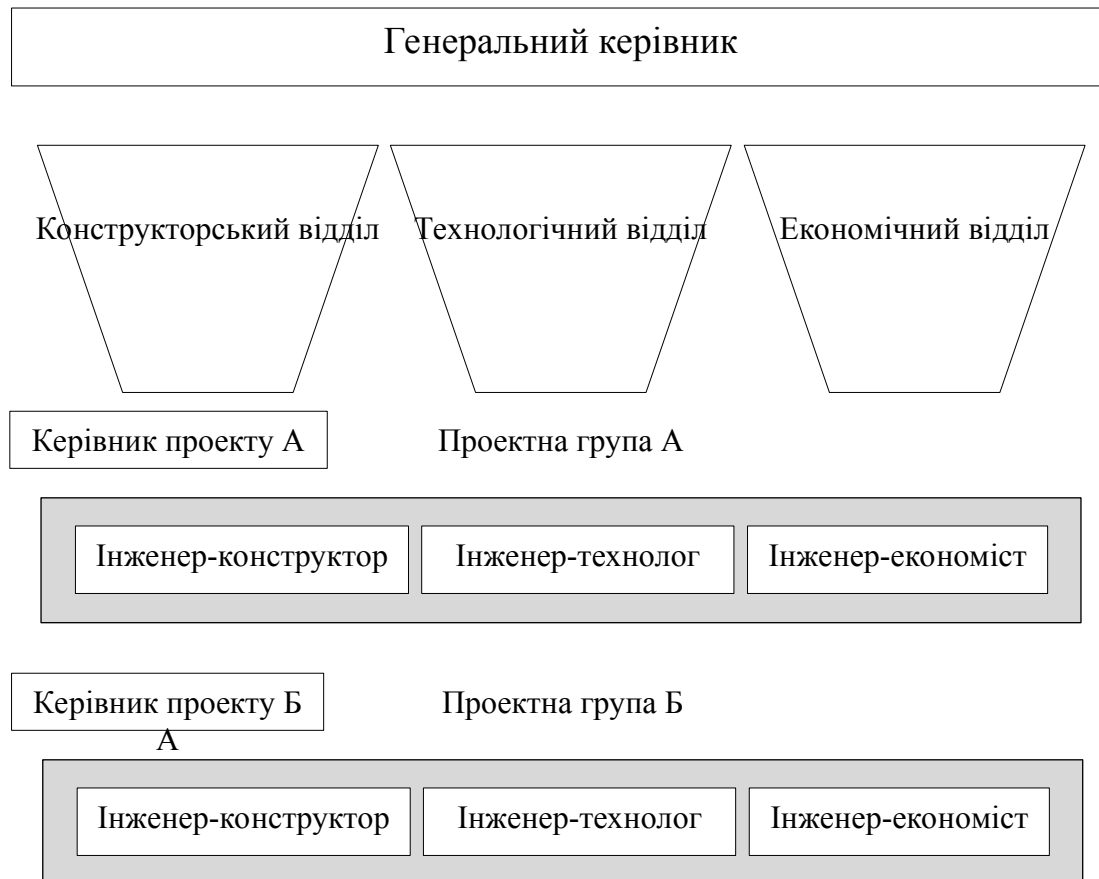 Генеральний керівник
Конструкторський відділ
Технологічний відділ
Економічний відділ
Керівник проекту А
Проектна група А
Інженер-конструктор
Інженер-технолог
Інженер-економіст
Керівник проекту Б
А
Проектна група Б
Інженер-конструктор
Інженер-технолог
Інженер-економіст